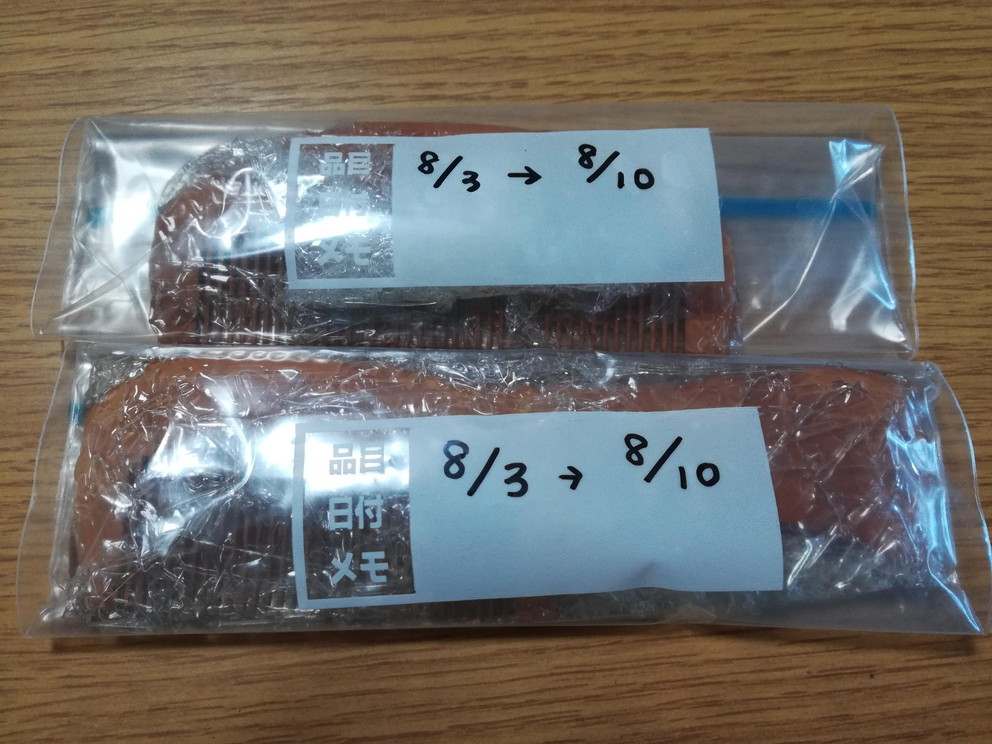 品目
8/3 → 8/10
メモ
品目
8/3 → 8/10
日付
メモ